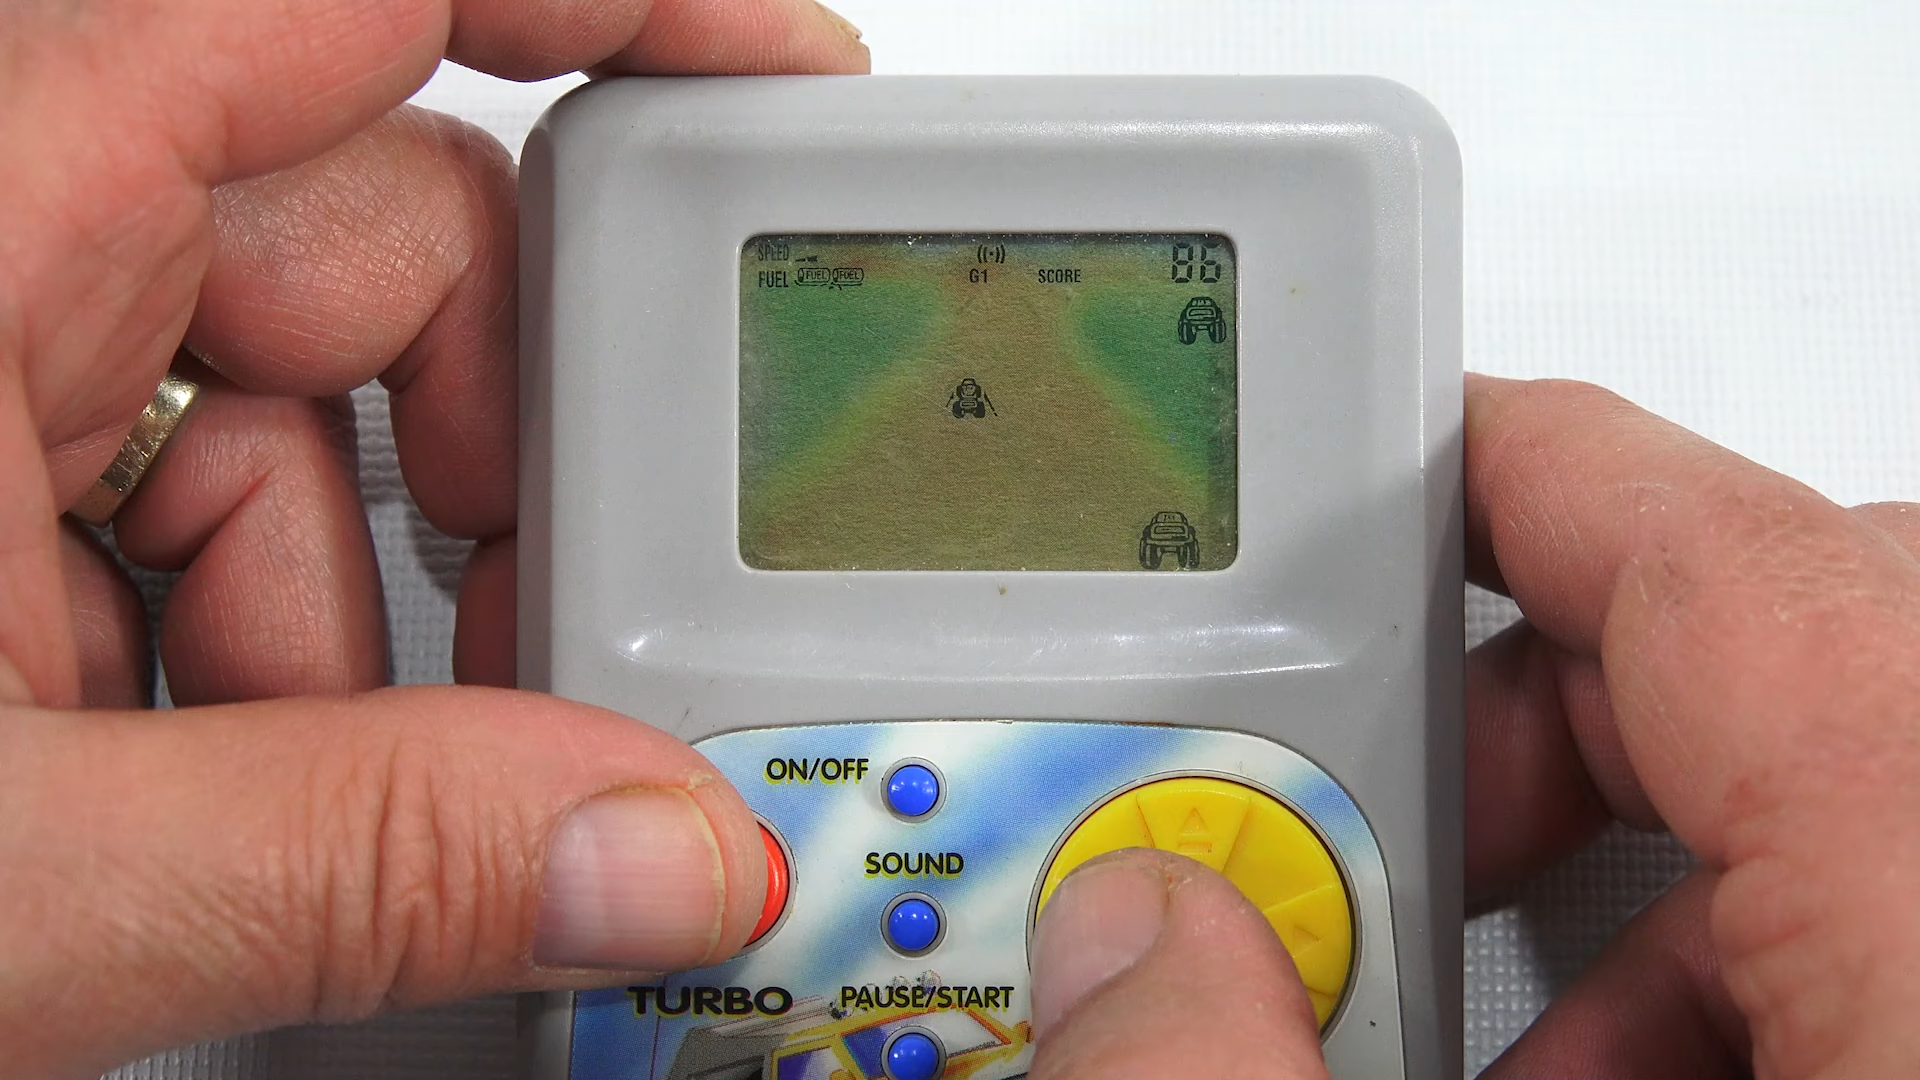 SPEED
FUEL FUEL FUEL G1 SCORE 86
ON/OFF
SOUND
TURBO PAUSE/START